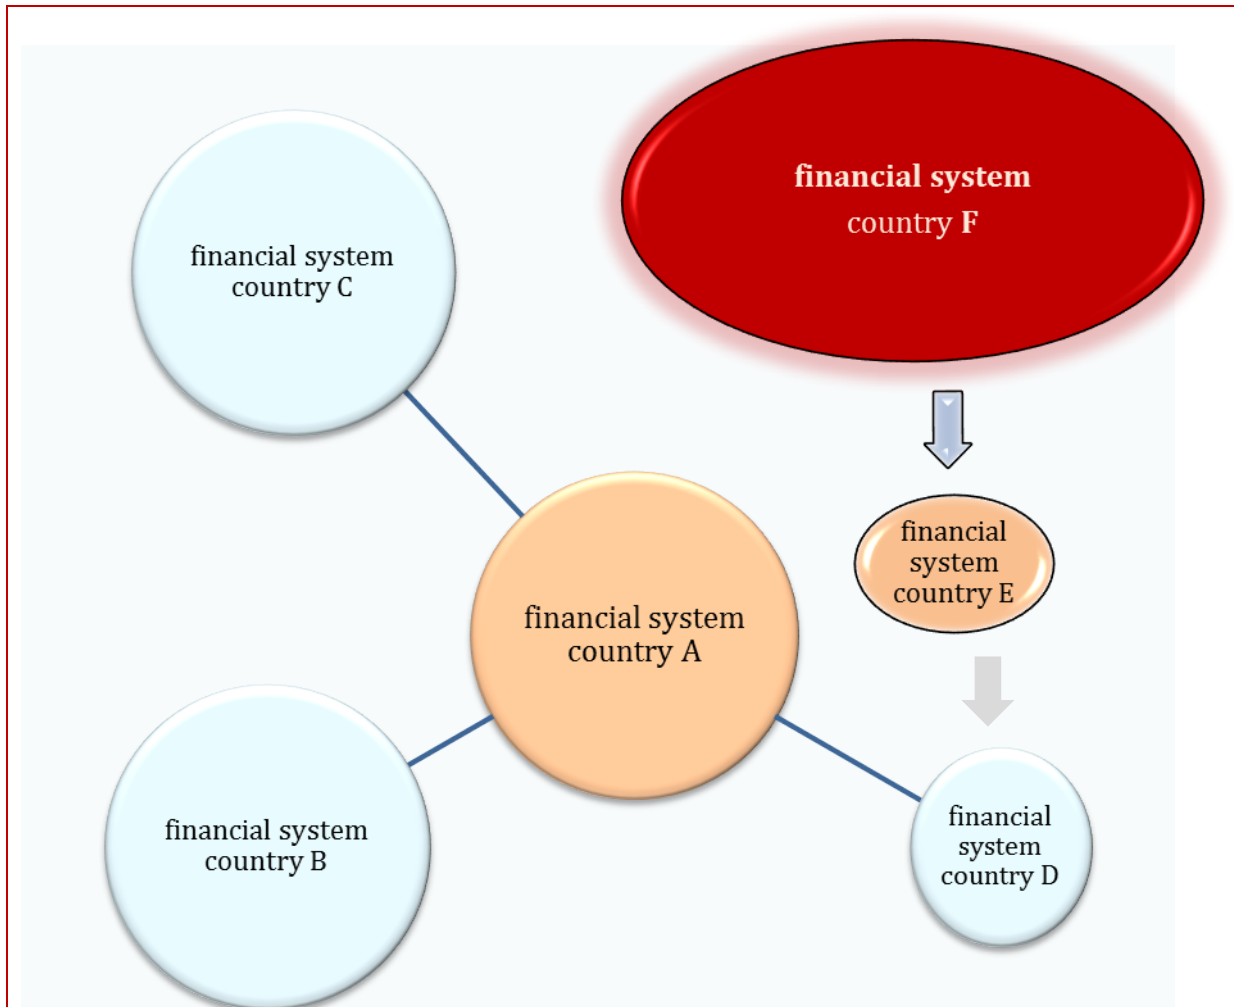 financial system
country F
financial system
country C
financial
system
country E
financial system
country A
financial system
country B
financial
system
country D